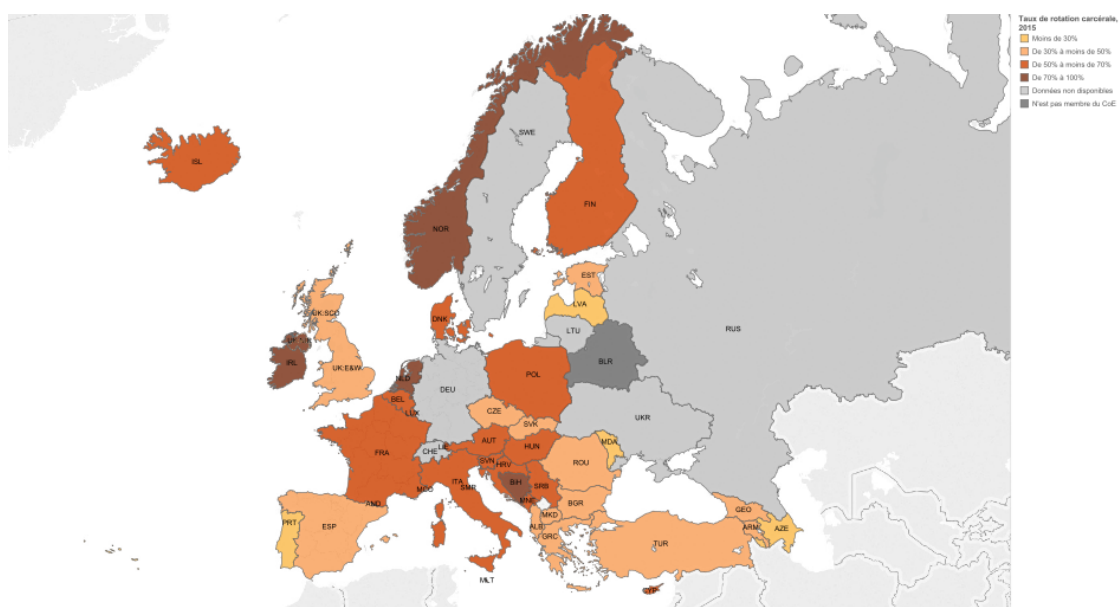 Taux de rotation carcérale,
2015
Moins de 30%
De 30% à moins de 50%
De 50% à moins de 70%
De 70% à 100%
Données non disponibles
N'est pas membre du CoE
ISL
SWE
FIN
NOR
EST
UK:SCO
LVA
DNK
LTU
RUS
IRL
BLR
UK:E&W
NLD
POL
DEU
BEL
LUX
CZE
UKR
SVK
MDA
FRA
CHE
LIE
AUT
HUN
ROU
SVN
HRV
ITA
BIH
SRB
MCO
SMR
AND
MNE
BGR
GEO
PRT
ESP
MKD
ALB
ARM
AZE
GRC
TUR
MLT
CYP